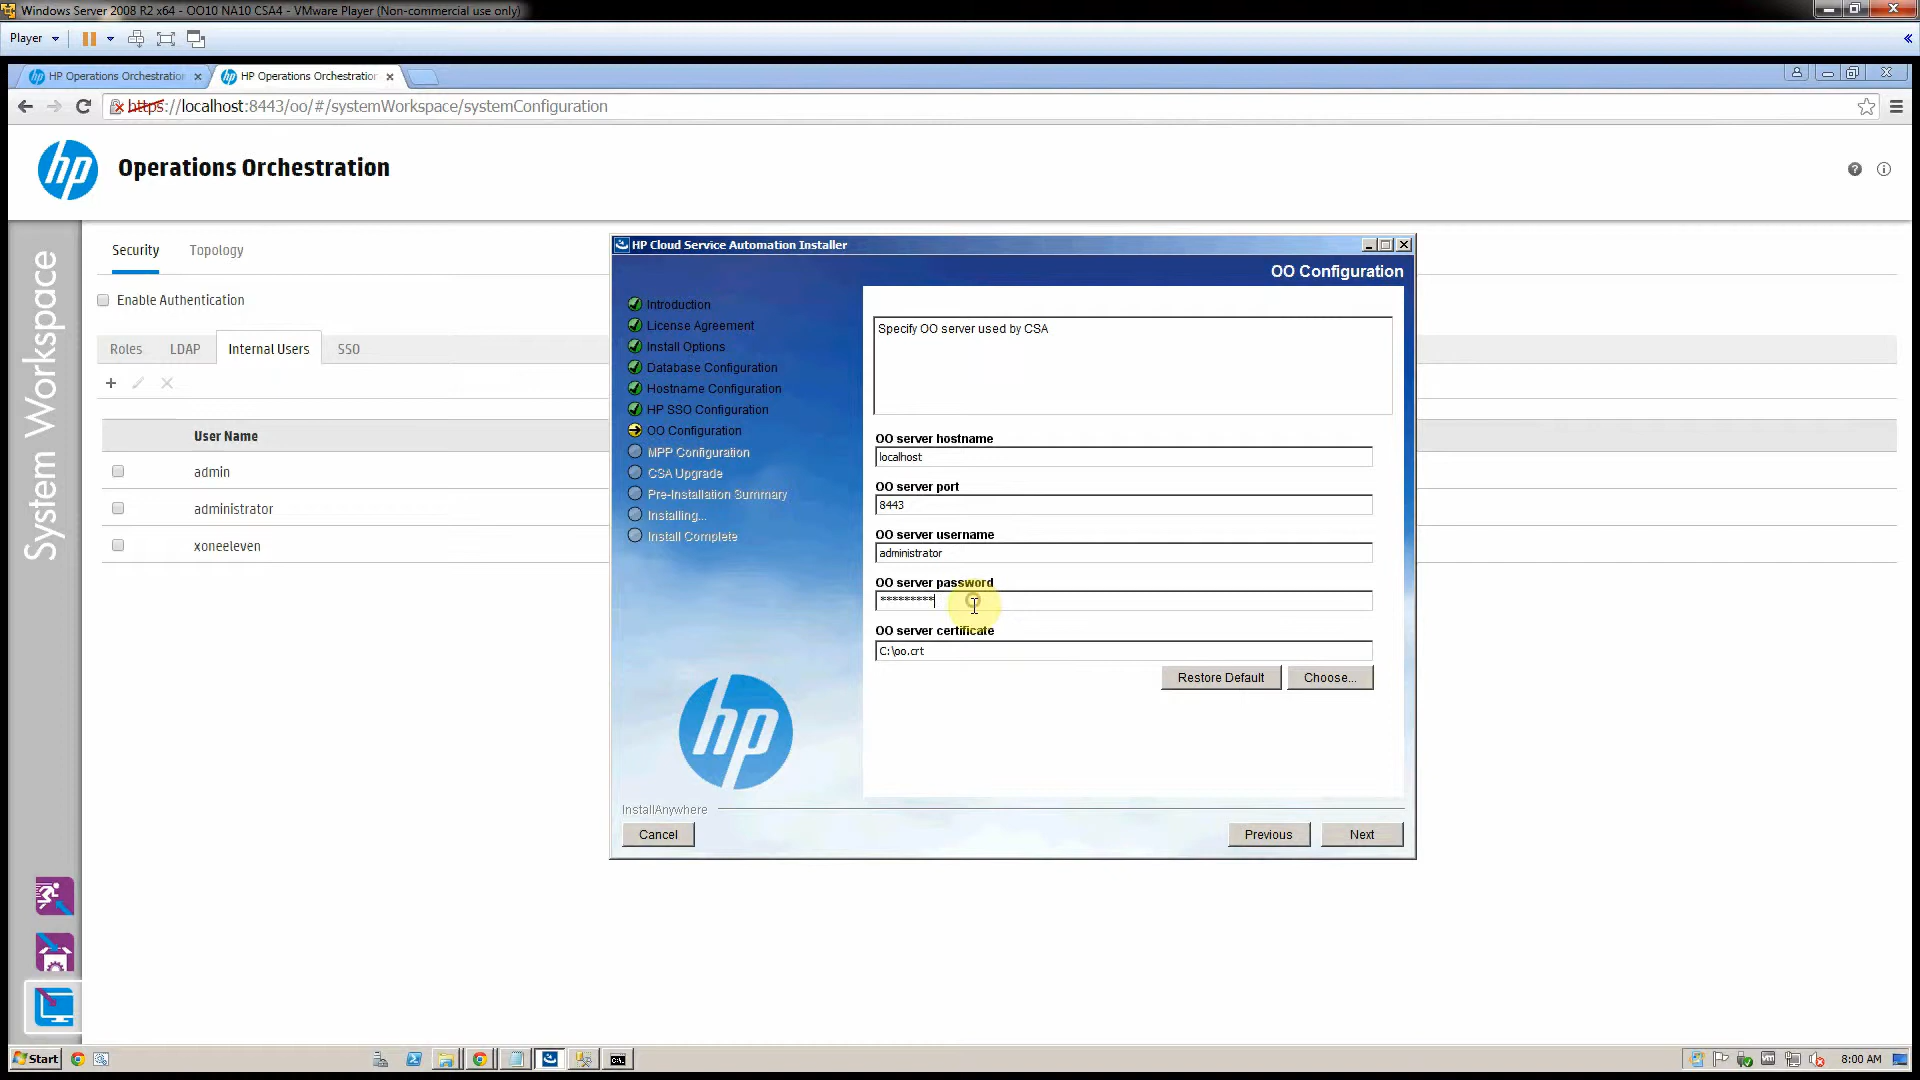 Windows Server 2008 R2 x64 - OO10 NA10 CSA4 - VMware Player (Non-commercial use only)
Player
HP Operations Orchestration
HP Operations Orchestration
https://localhost:8443/oo/#/systemWorkspace/systemConfiguration
hp
Operations Orchestration
System Workspace
Security
Topology
Enable Authentication
Roles
LDAP
Internal Users
SSO
User Name
admin
administrator
xoneeleven
HP Cloud Service Automation Installer
OO Configuration
Introduction
License Agreement
Install Options
Database Configuration
Hostname Configuration
HP SSO Configuration
OO Configuration
MPP Configuration
CSA Upgrade
Pre-Installation Summary
Installing...
Install Complete
hp
Specify OO server used by CSA
OO server hostname
localhost
OO server port
8443
OO server username
administrator
OO server password
*********
OO server certificate
C:\oo.crt
Restore Default
Choose...
InstallAnywhere
Cancel
Previous
Next
Start
8:00 AM